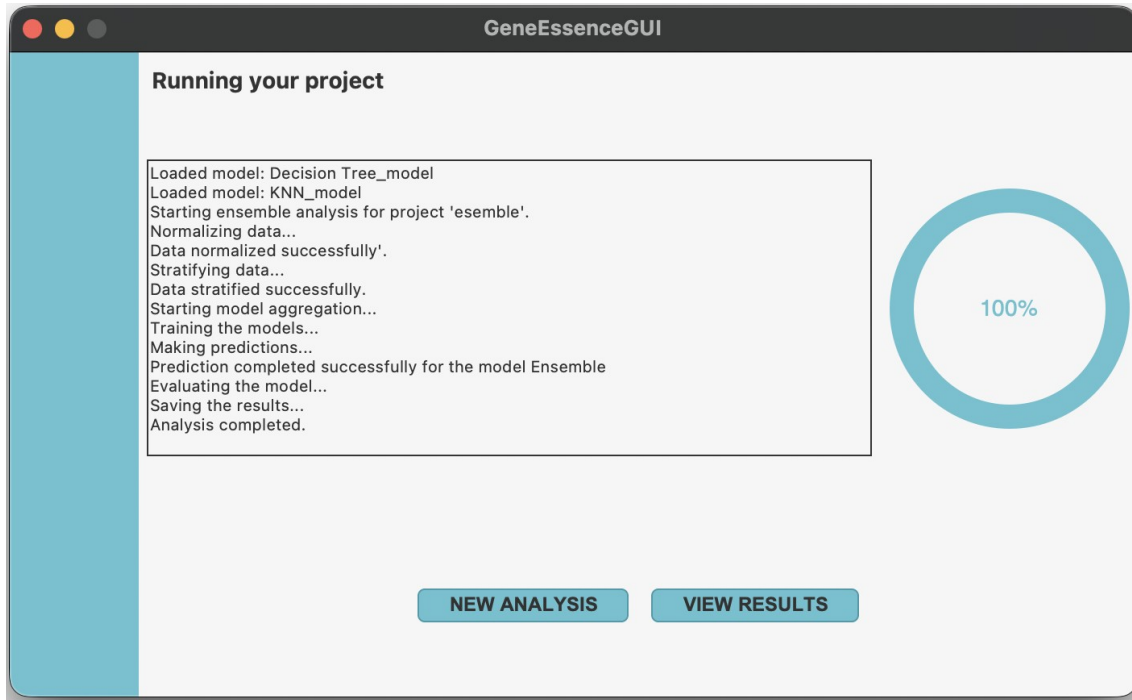 GeneEssenceGUI
Running your project
Loaded model: Decision Tree_model
Loaded model: KNN_model
Starting ensemble analysis for project 'esemble'.
Normalizing data...
Data normalized successfully'.
Stratifying data...
Data stratified successfully.
Starting model aggregation...
Training the models...
Making predictions...
Prediction completed successfully for the model Ensemble
Evaluating the model...
Saving the results...
Analysis completed.
100%
NEW ANALYSIS
VIEW RESULTS